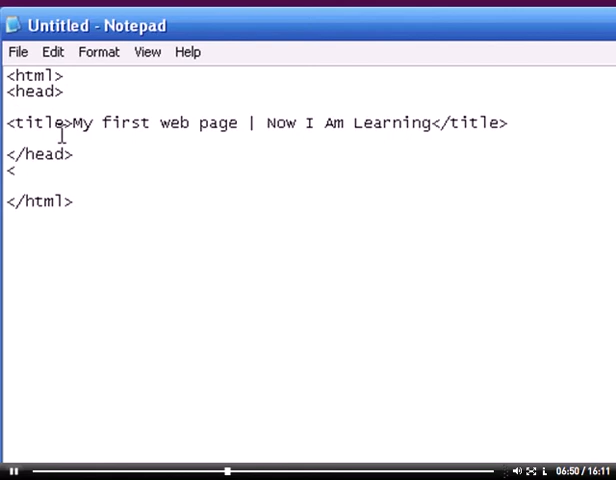 Untitled - Notepad
File Edit Format View Help
<html>
<head>
<title>My first web page | Now I Am Learning</title>
</head>
<
</html>
06:50 / 16:11